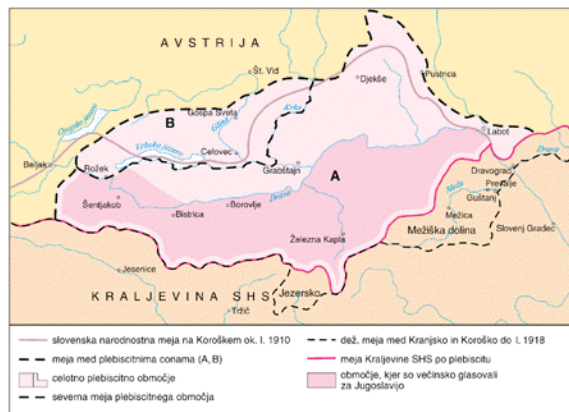 AVSTRIJA
Št. Vid
Djekše
Pustrica
Gospa Sveta
B
Glina
Krka
Osojsko jezero
Labot
Beljak
Vrbsko jezero
Celovec
Rožek
Grabštajn
A
Drava
Dravograd
Prevalje
Meža
Guštanj
Drava
Šentjakob
Bistrica
Borovlje
Mežica
Slovenj Gradec
Mežiška dolina
Železna Kapla
Jesenice
KRALJEVINA SHS
Jezersko
Tržič
slovenska narodnostna meja na Koroškem ok. l. 1910
meja med plebiscitnima conama (A, B)
celotno plebiscitno območje
severna meja plebiscitnega območja
dež. meja med Kranjsko in Koroško do l. 1918
meja Kraljevine SHS po plebiscitu
območje, kjer so večinsko glasovali
za Jugoslavijo